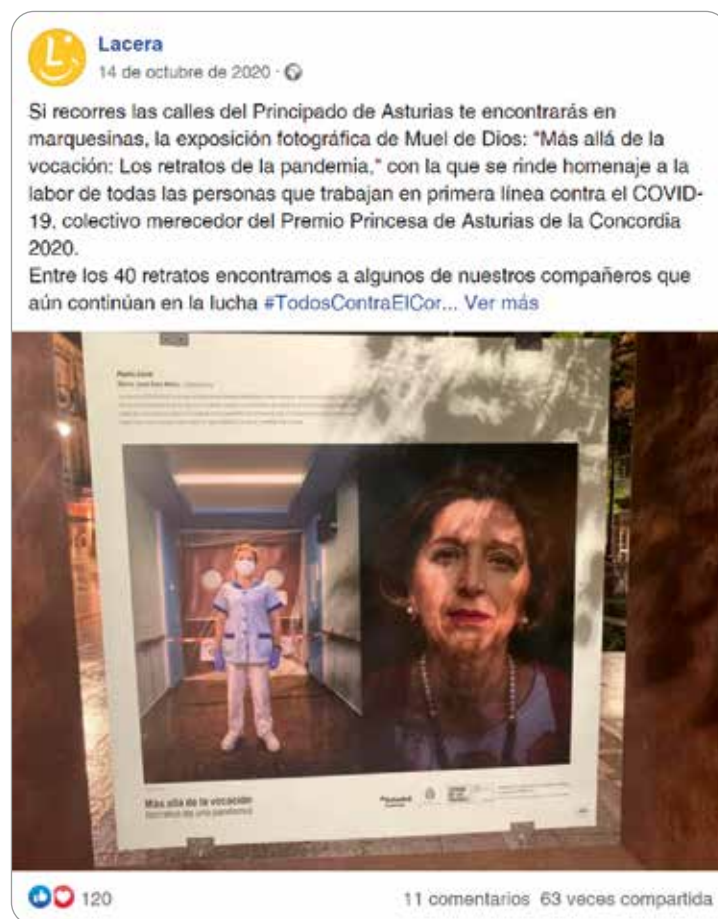 Lacera
14 de octubre de 2020 ·
Si recorres las calles del Principado de Asturias te encontrarás en
marquesinas, la exposición fotográfica de Muel de Dios: "Más allá de la
vocación: Los retratos de la pandemia," con la que se rinde homenaje a la
labor de todas las personas que trabajan en primera línea contra el COVID-
19, colectivo merecedor del Premio Princesa de Asturias de la Concordia
2020.
Entre los 40 retratos encontramos a algunos de nuestros compañeros que
aún continúan en la lucha #TodosContraElCor... Ver más
Más allá de la vocación
Retratos de una pandemia
120
11 comentarios 63 veces compartida